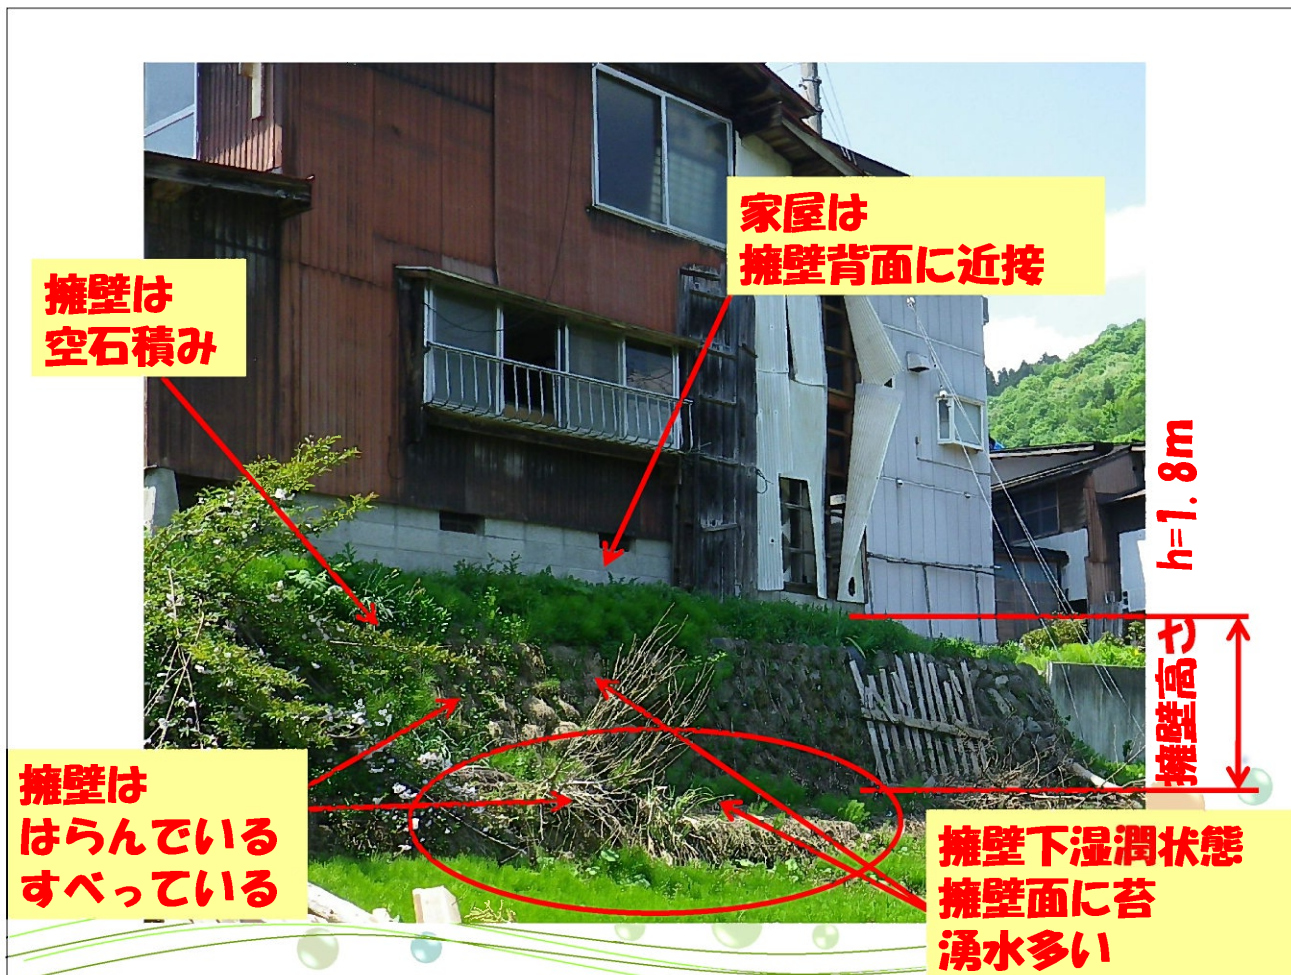 家屋は
擁壁背面に近接
擁壁は
空石積み
擁壁高さ h=1.8m
擁壁は
はらんでいる
すべっている
擁壁下湿潤状態
擁壁面に苔
湧水多い